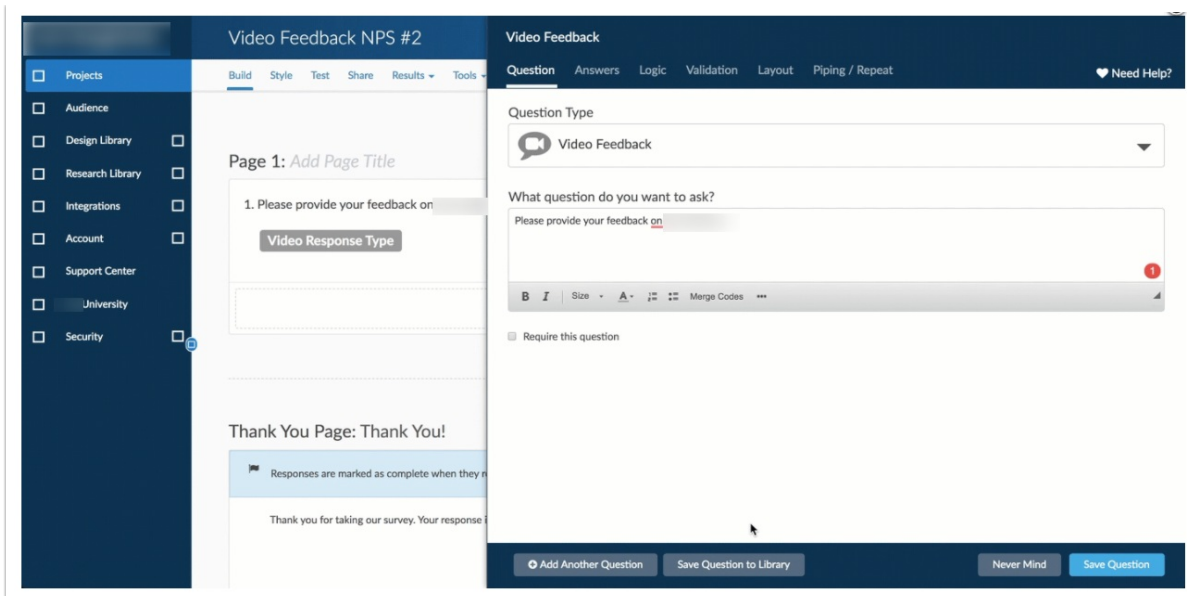 Projects
Audience
Design Library
Research Library
Integrations
Account
Support Center
University
Security
Video Feedback NPS #2
Build Style Test Share Results Tools
Page 1: Add Page Title
1. Please provide your feedback on
Video Response Type
Thank You Page: Thank You!
Responses are marked as complete when they
Thank you for taking our survey. Your response
Video Feedback
Question Answers Logic Validation Layout Piping / Repeat
Need Help?
Question Type
Video Feedback
What question do you want to ask?
Please provide your feedback on
1
B I Size A Merge Codes
Require this question
Add Another Question Save Question to Library Never Mind Save Question